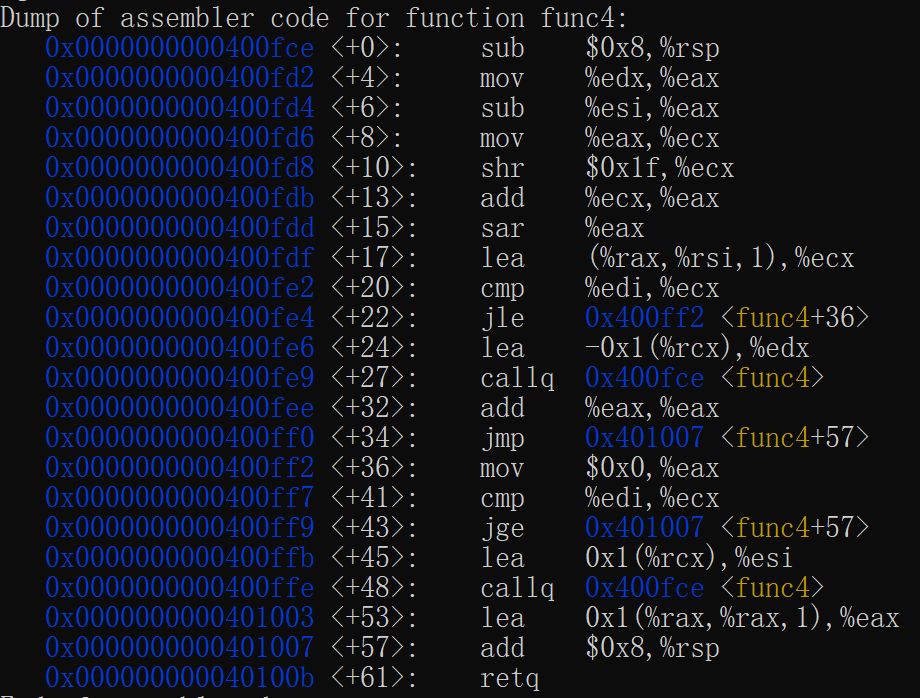 Dump of assembler code for function func4:
0x0000000000400fce <+0>: sub $0x8,%rsp
0x0000000000400fd2 <+4>: mov %edx,%eax
0x0000000000400fd4 <+6>: sub %esi,%eax
0x0000000000400fd6 <+8>: mov %eax,%ecx
0x0000000000400fd8 <+10>: shr $0x1f,%ecx
0x0000000000400fdb <+13>: add %ecx,%eax
0x0000000000400fdd <+15>: sar %eax
0x0000000000400fdf <+17>: lea (%rax,%rsi,1),%ecx
0x0000000000400fe2 <+20>: cmp %edi,%ecx
0x0000000000400fe4 <+22>: jle 0x400ff2 <func4+36>
0x0000000000400fe6 <+24>: lea -0x1(%rcx),%edx
0x0000000000400fe9 <+27>: callq 0x400fce <func4>
0x0000000000400fee <+32>: add %eax,%eax
0x0000000000400ff0 <+34>: jmp 0x401007 <func4+57>
0x0000000000400ff2 <+36>: mov $0x0,%eax
0x0000000000400ff7 <+41>: cmp %edi,%ecx
0x0000000000400ff9 <+43>: jge 0x401007 <func4+57>
0x0000000000400ffb <+45>: lea 0x1(%rcx),%esi
0x0000000000400ffe <+48>: callq 0x400fce <func4>
0x0000000000401003 <+53>: lea 0x1(%rax,%rax,1),%eax
0x0000000000401007 <+57>: add $0x8,%rsp
0x000000000040100b <+61>: retq